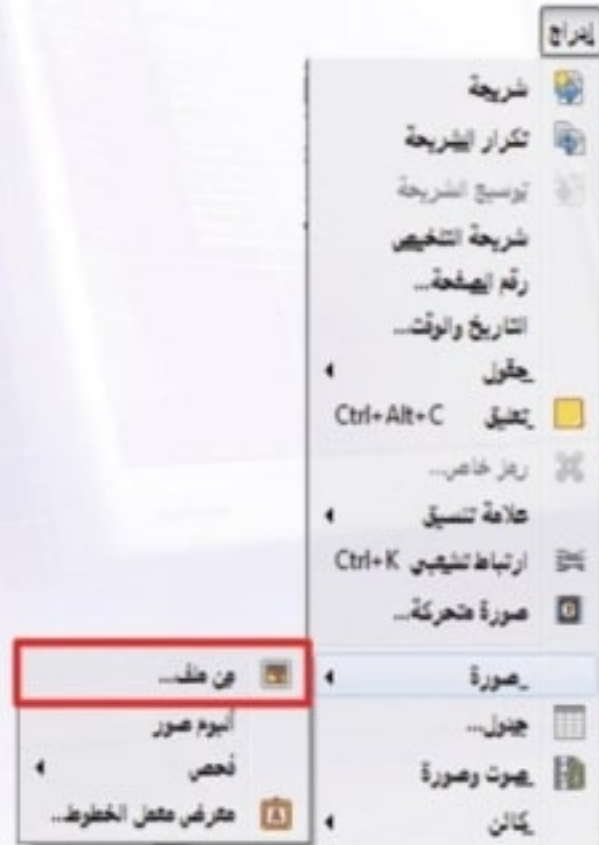 إدراج
شريحة
تكرار الشريحة
توسيع الشريحة
شريحة التلخيص
رقم الصفحة...
التاريخ والوقت...
حقول
تعليق Ctrl+Alt+C
رمز خاص...
علامة تنسيق
ارتباط تشعبي Ctrl+K
صورة متحركة...
صورة
من ملف...
جدول...
ألبوم صور
صوت وصورة
فحص
كائن
معرض معمل الخطوط...